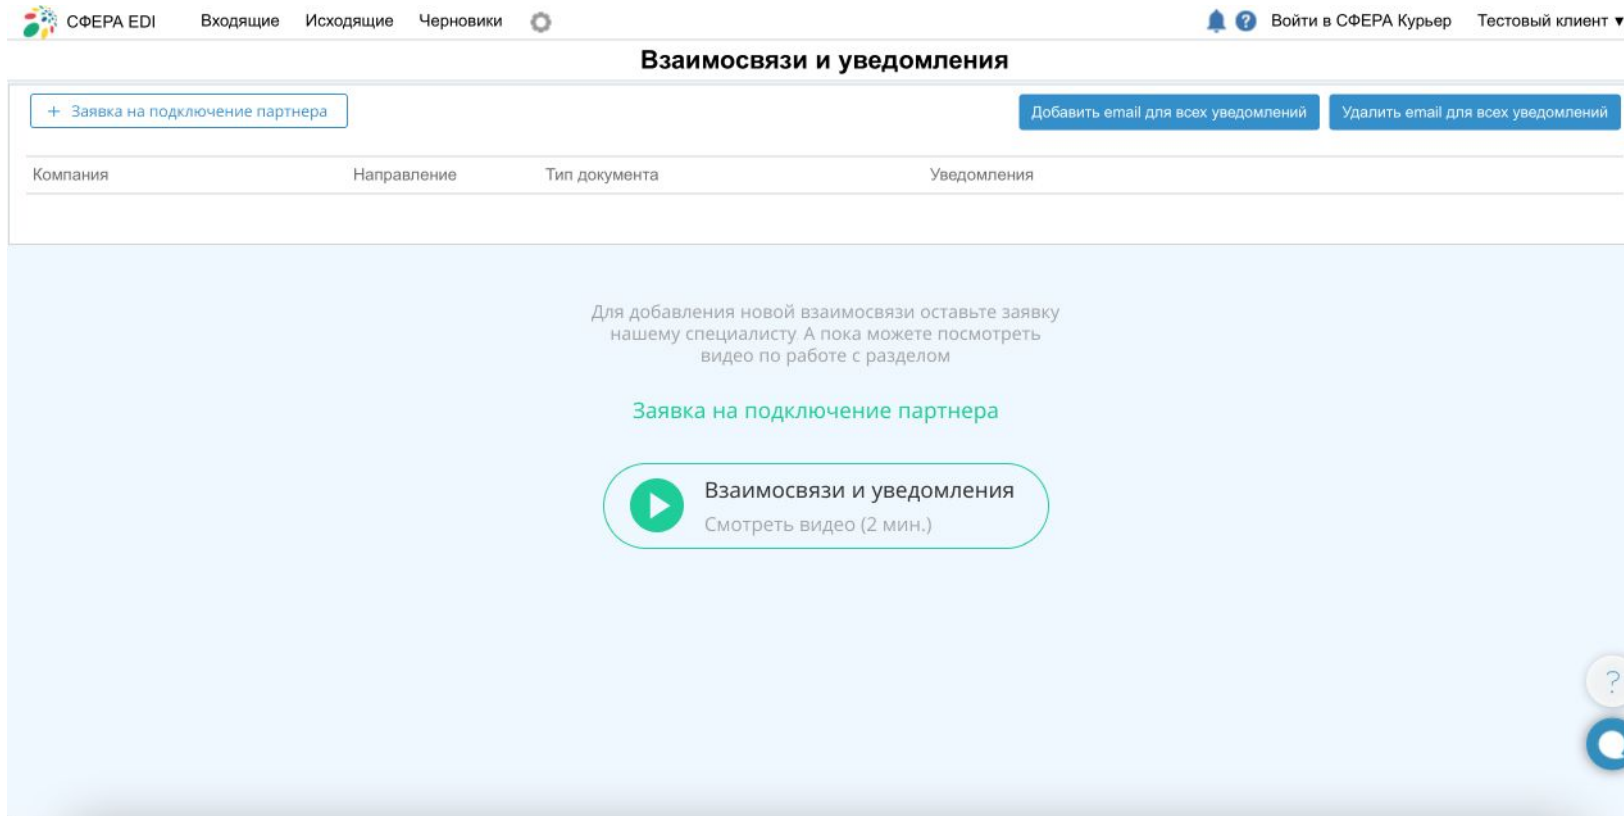 СФЕРА EDI Входящие Исходящие Черновики ? Войти в СФЕРА Курьер Тестовый клиент ▼
Взаимосвязи и уведомления
+ Заявка на подключение партнера Добавить email для всех уведомлений Удалить email для всех уведомлений
Компания Направление Тип документа Уведомления
Для добавления новой взаимосвязи оставьте заявку
нашему специалисту. А пока можете посмотреть
видео по работе с разделом
Заявка на подключение партнера
Взаимосвязи и уведомления
Смотреть видео (2 мин.)
?